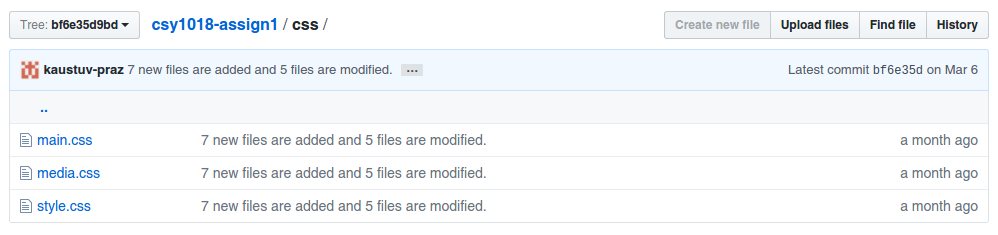 Tree: bf6e35d9bd csy1018-assign1 / css / Create new file Upload files Find file History
kaustuv-praz 7 new files are added and 5 files are modified. ... Latest commit bf6e35d on Mar 6
..
main.css 7 new files are added and 5 files are modified. a month ago
media.css 7 new files are added and 5 files are modified. a month ago
style.css 7 new files are added and 5 files are modified. a month ago